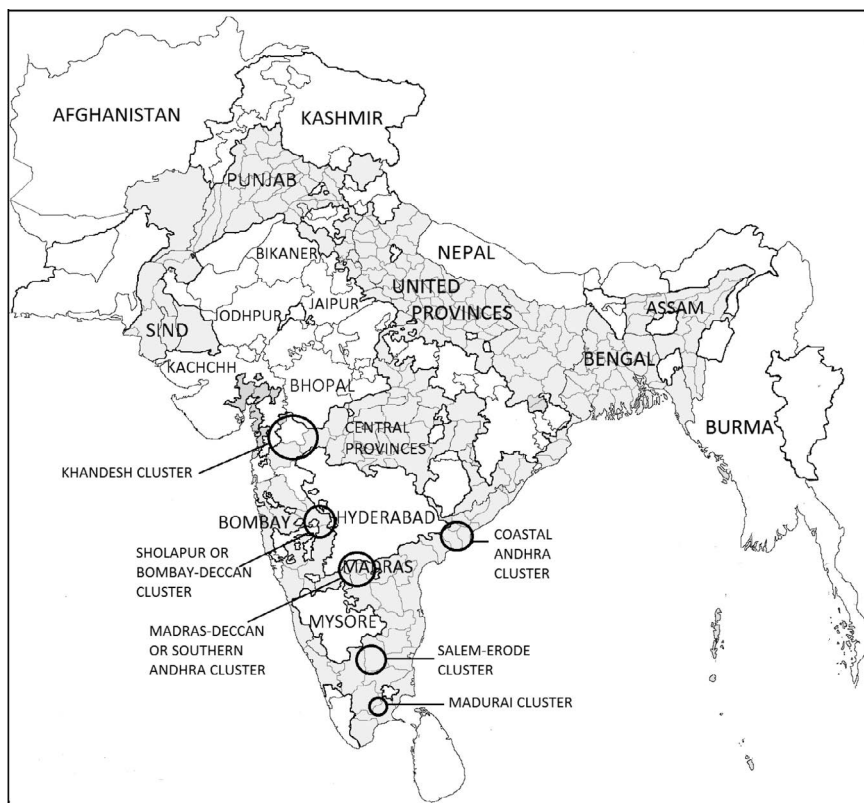 AFGHANISTAN
KASHMIR
PUNJAB
BIKANER
NEPAL
UNITED
PROVINCES
JODHPUR
JAIPUR
ASSAM
SIND
BENGAL
KACHCHH
BHOPAL
BURMA
CENTRAL
PROVINCES
KHANDESH CLUSTER
BOMBAY
HYDERABAD
SHOLAPUR OR
BOMBAY-DECCAN
CLUSTER
COASTAL
ANDHRA
CLUSTER
MADRAS
MYSORE
MADRAS-DECCAN
OR SOUTHERN
ANDHRA CLUSTER
SALEM-ERODE
CLUSTER
MADURAI CLUSTER